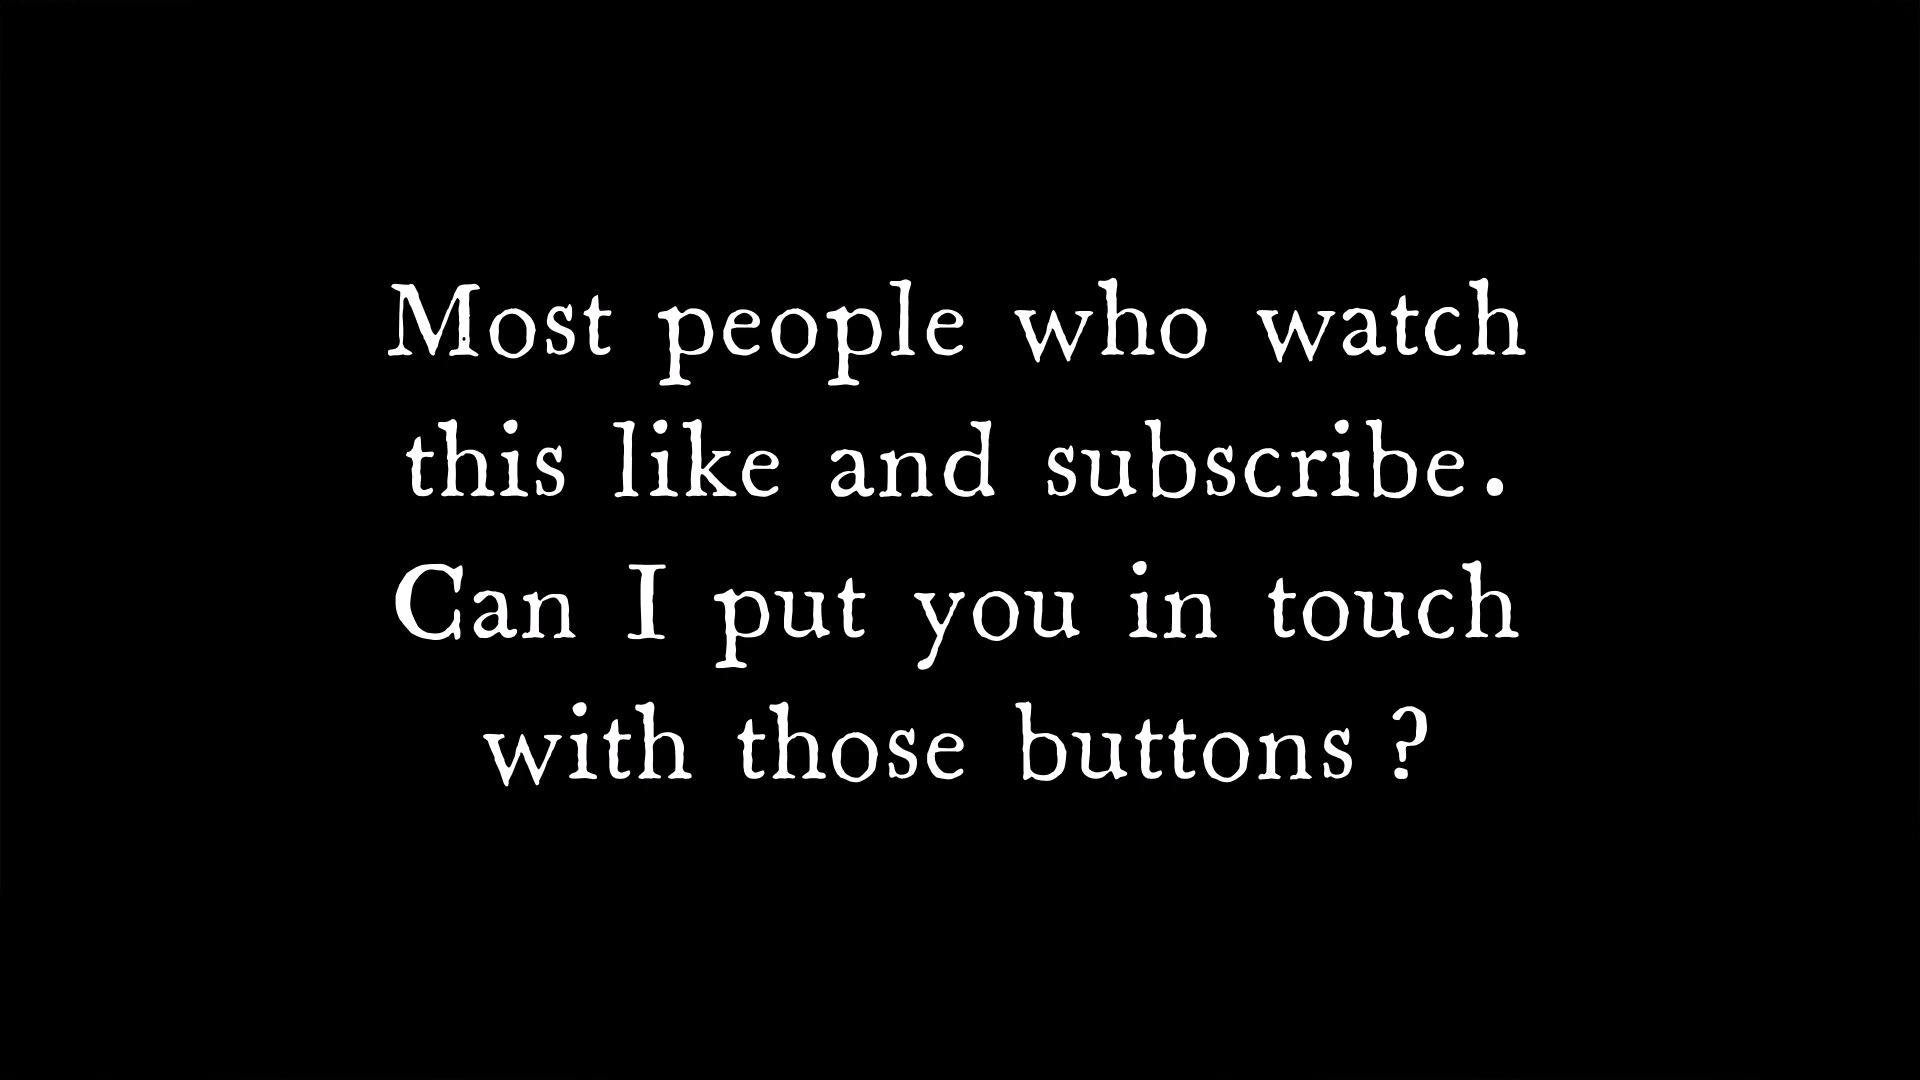 Most people who watch
this like and subscribe.
Can I put you in touch
with those buttons ?